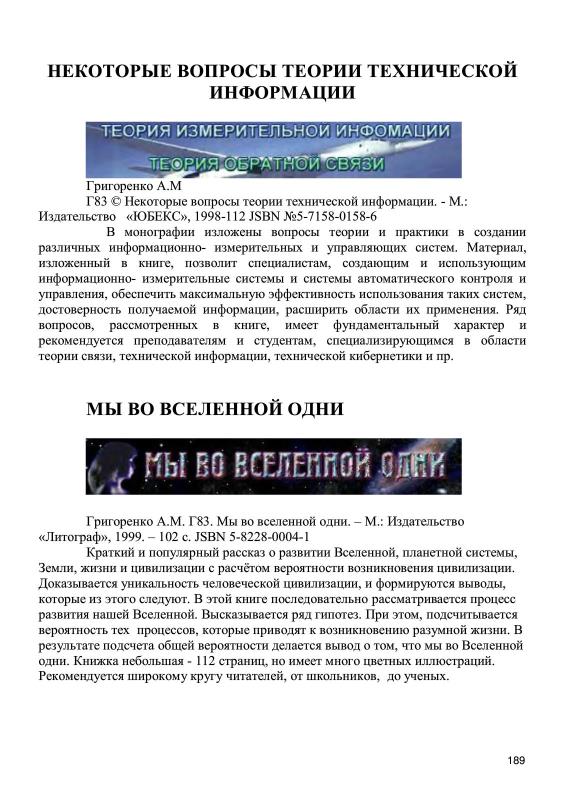 НЕКОТОРЫЕ ВОПРОСЫ ТЕОРИИ ТЕХНИЧЕСКОЙ
ИНФОРМАЦИИ
ТЕОРИЯ ИЗМЕРИТЕЛЬНОЙ ИНФОМАЦИИ
ТЕОРИЯ ОБРАТНОЙ СВЯЗИ
Григоренко А.М
Г83 © Некоторые вопросы теории технической информации. - М.:
Издательство «ЮБЕКС», 1998-112 JSBN №5-7158-0158-6
В монографии изложены вопросы теории и практики в создании
различных информационно- измерительных и управляющих систем. Материал,
изложенный в книге, позволит специалистам, создающим и использующим
информационно- измерительные системы и системы автоматического контроля и
управления, обеспечить максимальную эффективность использования таких систем,
достоверность получаемой информации, расширить области их применения. Ряд
вопросов, рассмотренных в книге, имеет фундаментальный характер и
рекомендуется преподавателям и студентам, специализирующимся в области
теории связи, технической информации, технической кибернетики и пр.
МЫ ВО ВСЕЛЕННОЙ ОДНИ
МЫ ВО ВСЕЛЕННОЙ ОДНИ
Григоренко А.М. Г83. Мы во вселенной одни. – М.: Издательство
«Литограф», 1999. – 102 с. JSBN 5-8228-0004-1
Краткий и популярный рассказ о развитии Вселенной, планетной системы,
Земли, жизни и цивилизации с расчётом вероятности возникновения цивилизации.
Доказывается уникальность человеческой цивилизации, и формируются выводы,
которые из этого следуют. В этой книге последовательно рассматривается процесс
развития нашей Вселенной. Высказывается ряд гипотез. При этом, подсчитывается
вероятность тех процессов, которые приводят к возникновению разумной жизни. В
результате подсчета общей вероятности делается вывод о том, что мы во Вселенной
одни. Книжка небольшая - 112 страниц, но имеет много цветных иллюстраций.
Рекомендуется широкому кругу читателей, от школьников, до ученых.
189